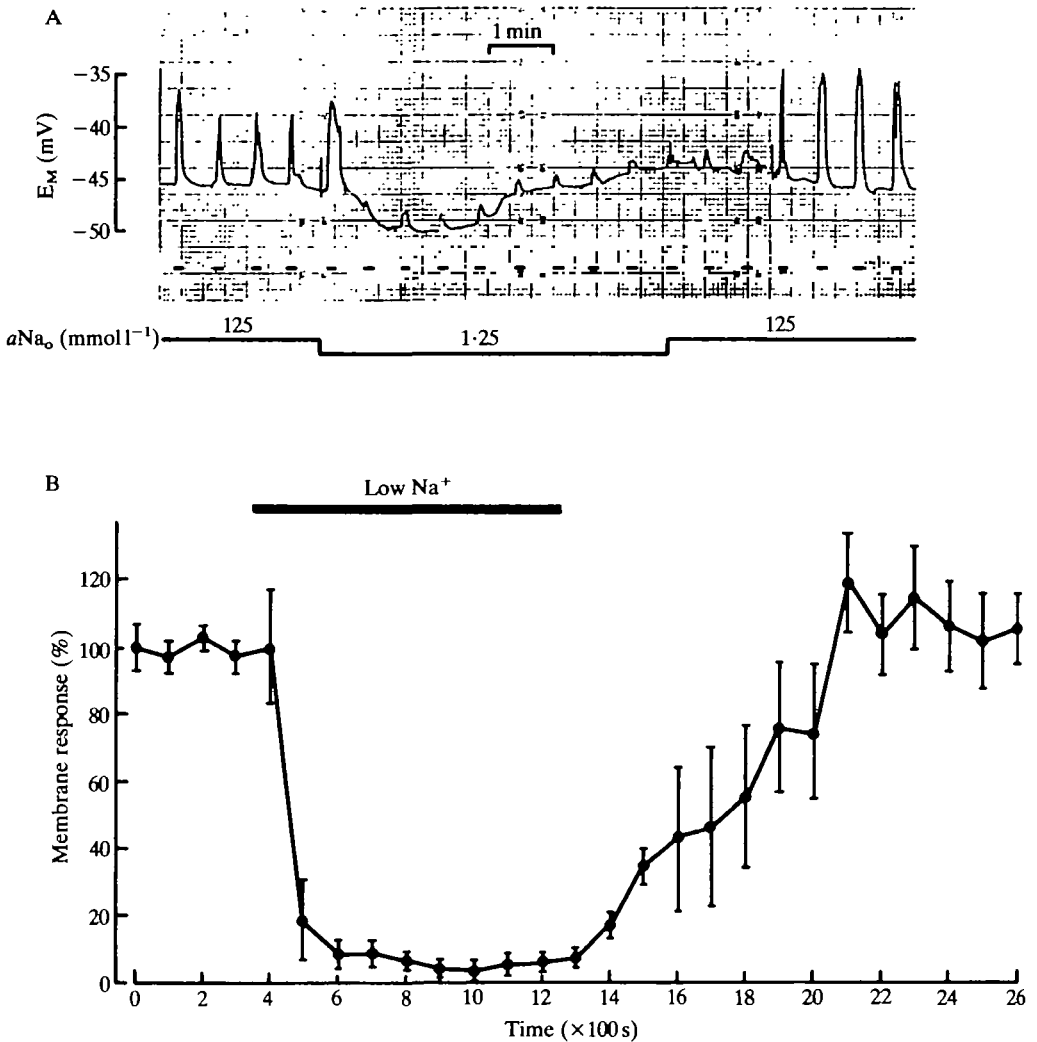 A
1 min
−35
−40
−45
−50
E_M (mV)
125
1·25
125
aNa_o (mmol l⁻¹)
B
Low Na⁺
120
100
80
60
40
20
0
Membrane response (%)
0 2 4 6 8 10 12 14 16 18 20 22 24 26
Time (×100 s)